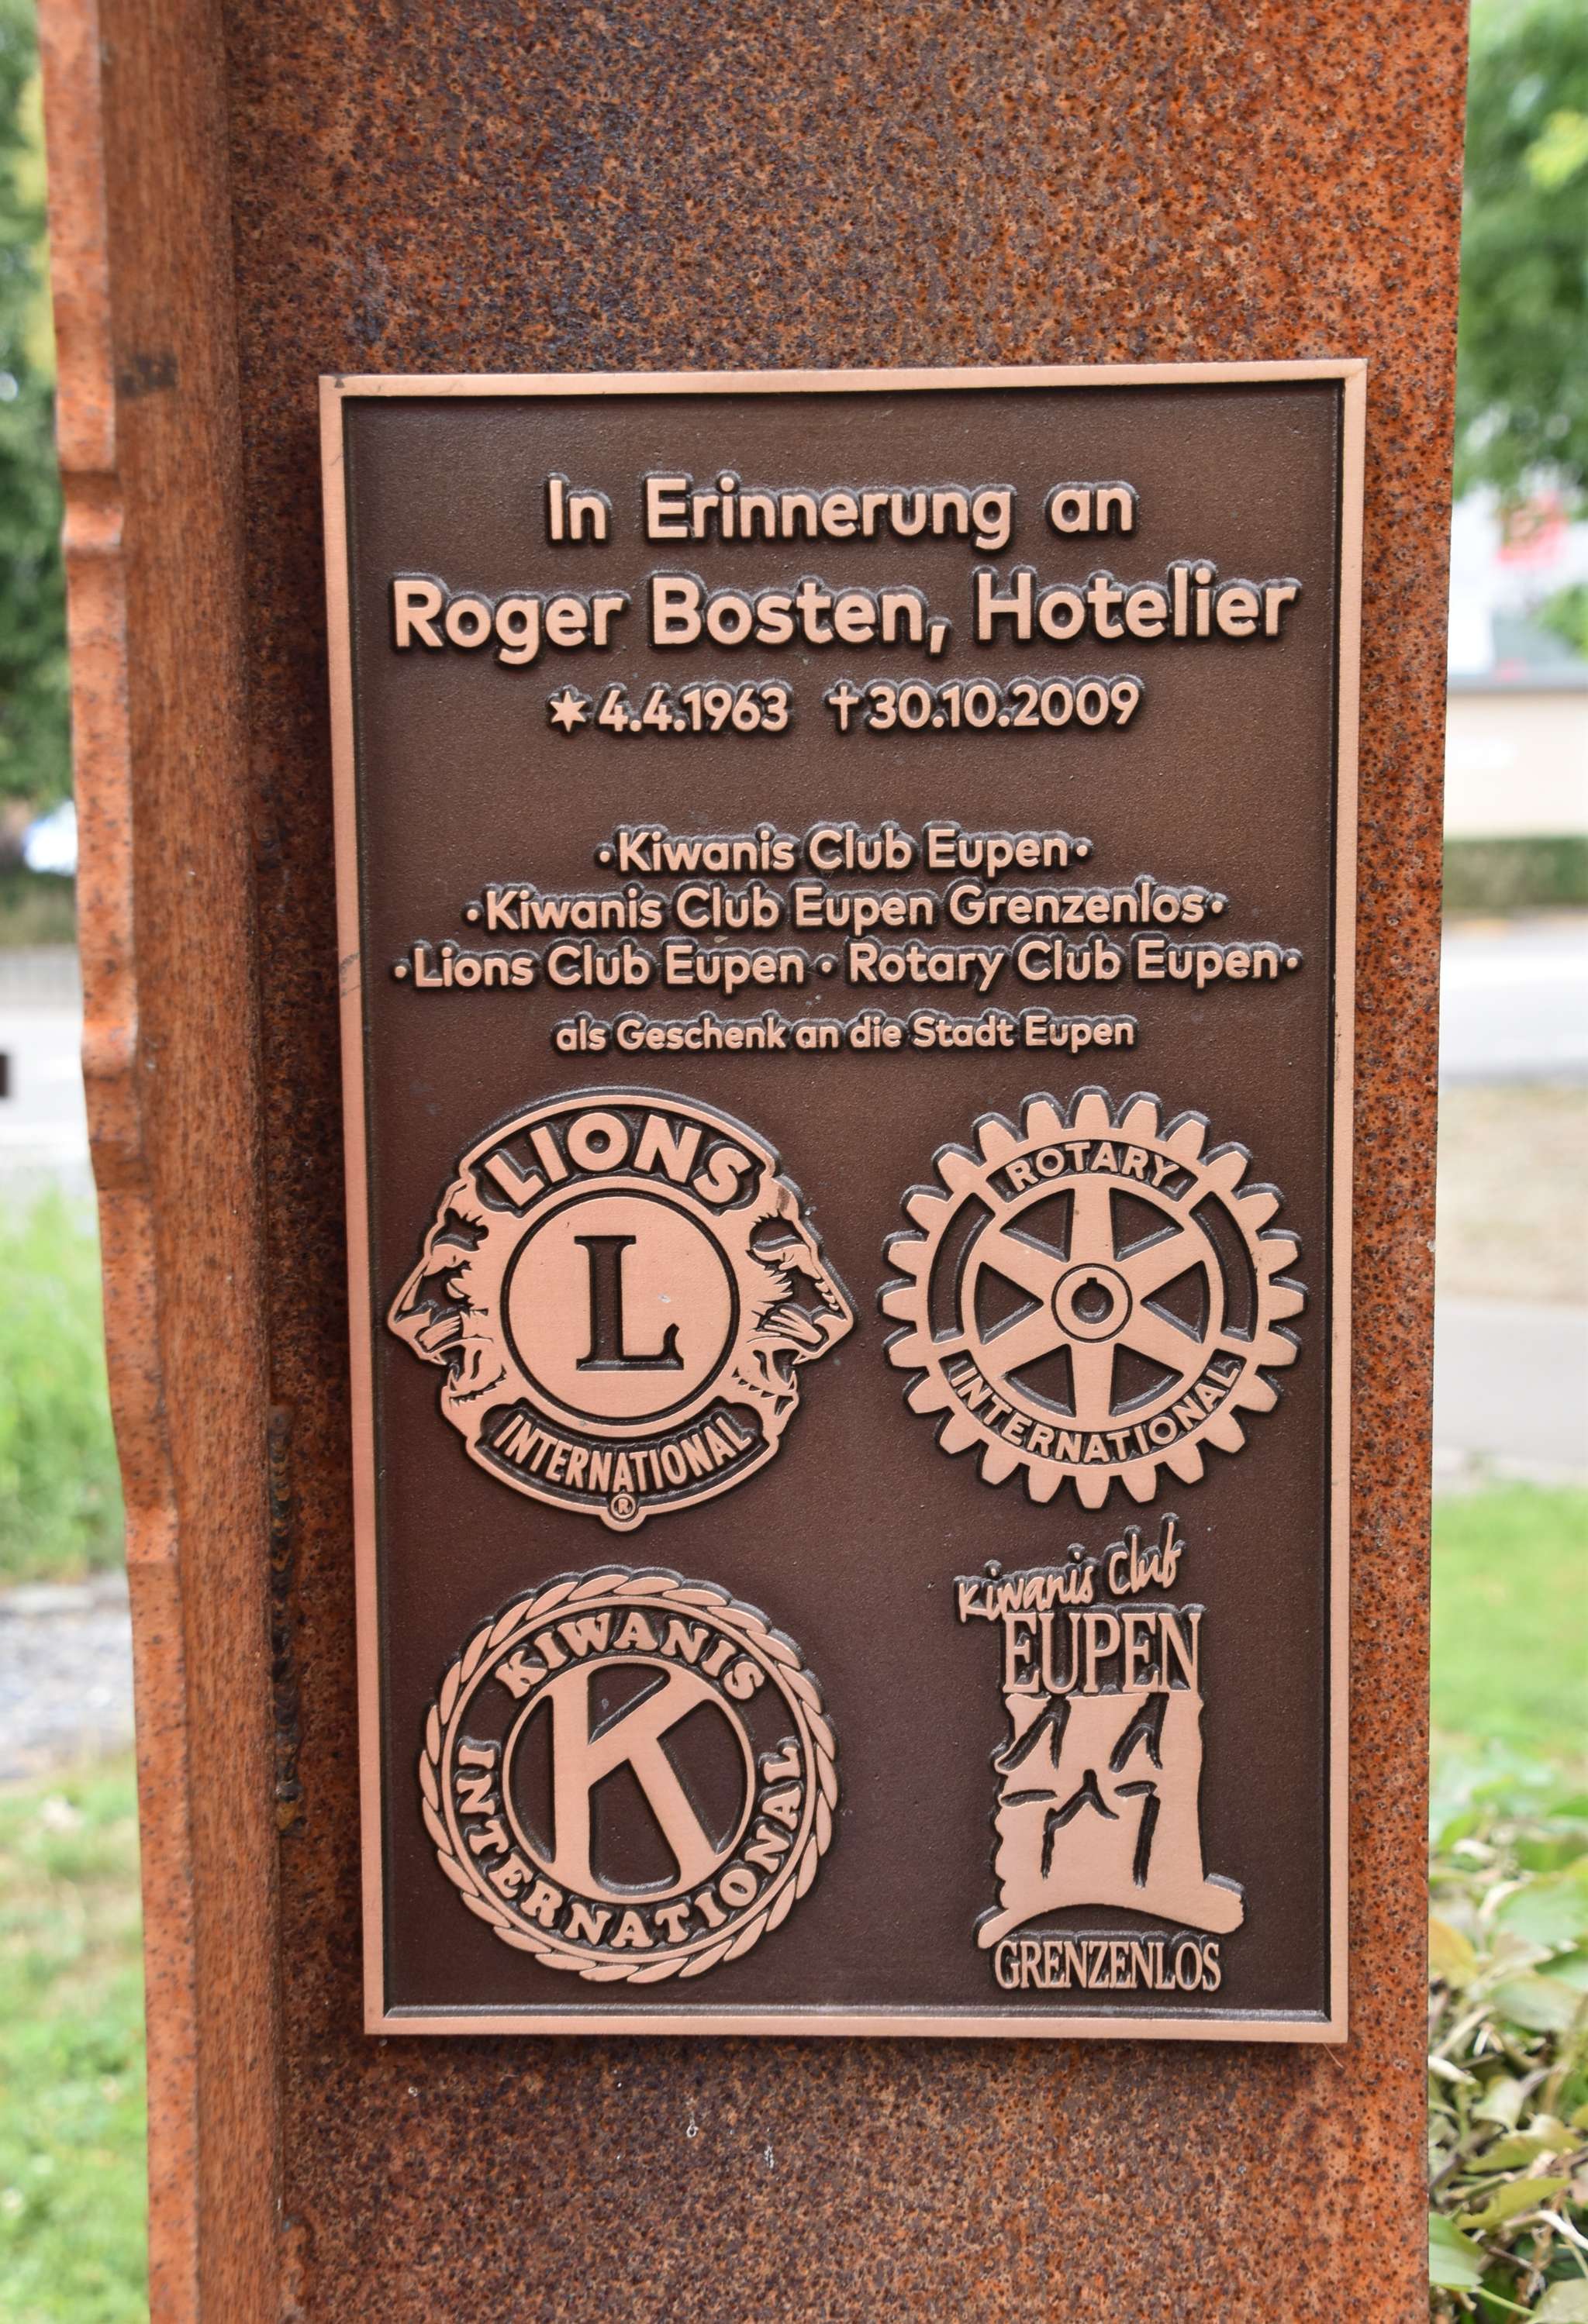 In Erinnerung an
Roger Bosten, Hotelier
✶4.4.1963 †30.10.2009
•Kiwanis Club Eupen•
•Kiwanis Club Eupen Grenzenlos•
•Lions Club Eupen • Rotary Club Eupen•
als Geschenk an die Stadt Eupen
LIONS
L
INTERNATIONAL
®
ROTARY
INTERNATIONAL
KIWANIS
K
INTERNATIONAL
Kiwanis Club
EUPEN
GRENZENLOS